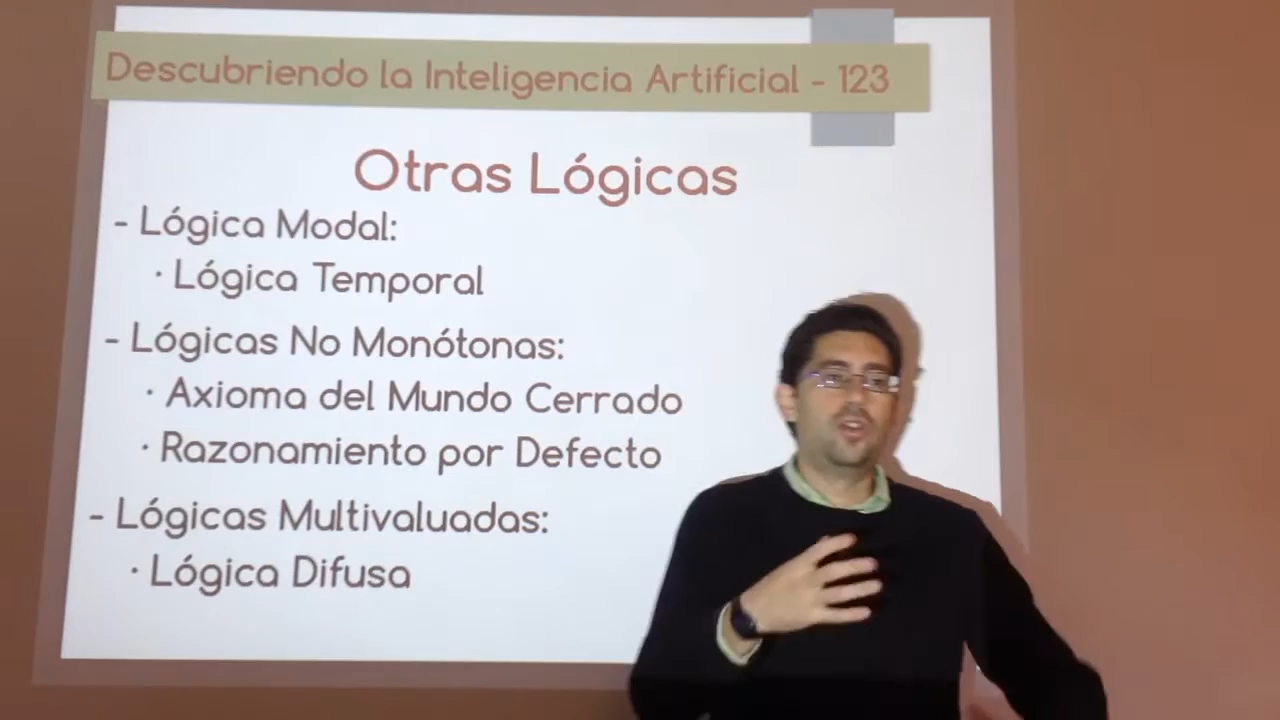 Descubriendo la Inteligencia Artificial - 123
Otras Lógicas
- Lógica Modal:
· Lógica Temporal
- Lógicas No Monótonas:
· Axioma del Mundo Cerrado
· Razonamiento por Defecto
- Lógicas Multivaluadas:
· Lógica Difusa